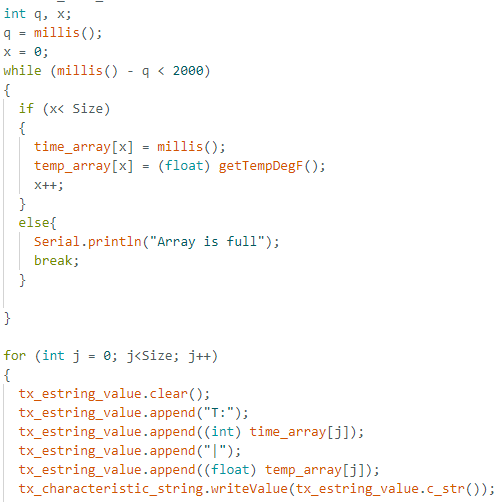 int q, x;
q = millis();
x = 0;
while (millis() - q < 2000)
{
  if (x< Size)
  {
    time_array[x] = millis();
    temp_array[x] = (float) getTempDegF();
    x++;
  }
  else{
    Serial.println("Array is full");
    break;
  }
}
for (int j = 0; j<Size; j++)
{
  tx_estring_value.clear();
  tx_estring_value.append("T:");
  tx_estring_value.append((int) time_array[j]);
  tx_estring_value.append("|");
  tx_estring_value.append((float) temp_array[j]);
  tx_characteristic_string.writeValue(tx_estring_value.c_str());